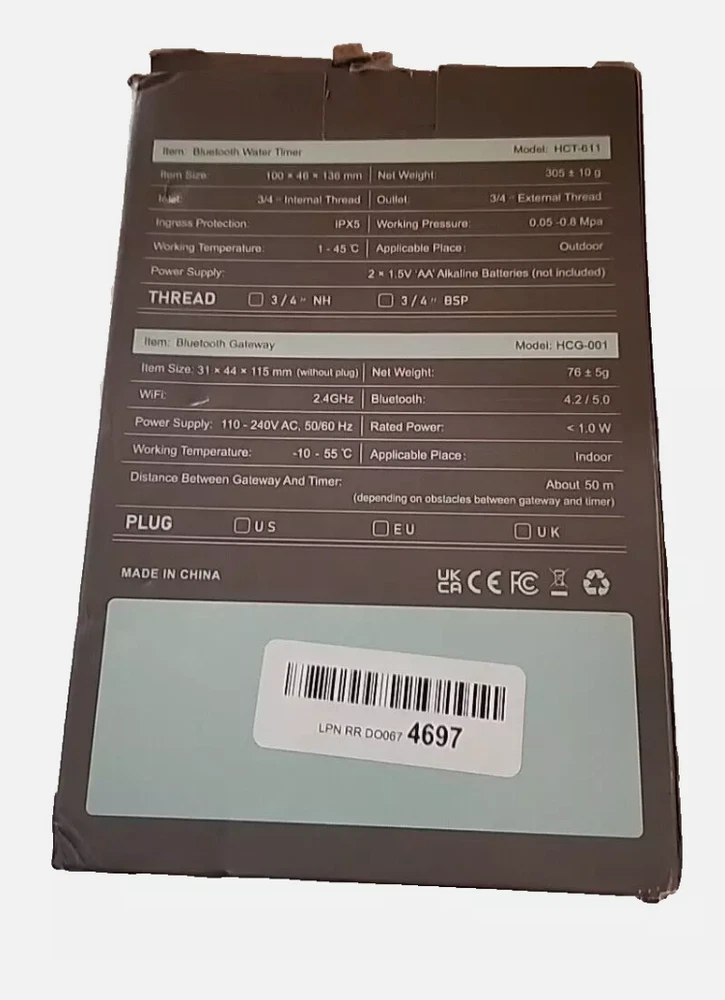 Item: Bluetooth Water Timer Model: HCT-611
Item Size: 100 × 46 × 136 mm Net Weight: 305 ± 10 g
Inlet: 3/4" Internal Thread Outlet: 3/4" External Thread
Ingress Protection: IPX5 Working Pressure: 0.05 -0.8 Mpa
Working Temperature: 1 - 45 ℃ Applicable Place: Outdoor
Power Supply: 2 × 1.5V 'AA' Alkaline Batteries (not included)
THREAD ☐ 3/4" NH ☐ 3/4" BSP
Item: Bluetooth Gateway Model: HCG-001
Item Size: 31 × 44 × 115 mm (without plug) Net Weight: 76 ± 5g
WiFi: 2.4GHz Bluetooth: 4.2 / 5.0
Power Supply: 110 - 240V AC, 50/60 Hz Rated Power: < 1.0 W
Working Temperature: -10 - 55 ℃ Applicable Place: Indoor
Distance Between Gateway And Timer: About 50 m
(depending on obstacles between gateway and timer)
PLUG ☐ US ☐ EU ☐ UK
MADE IN CHINA UK CA CE FC
LPN RR DO067 4697